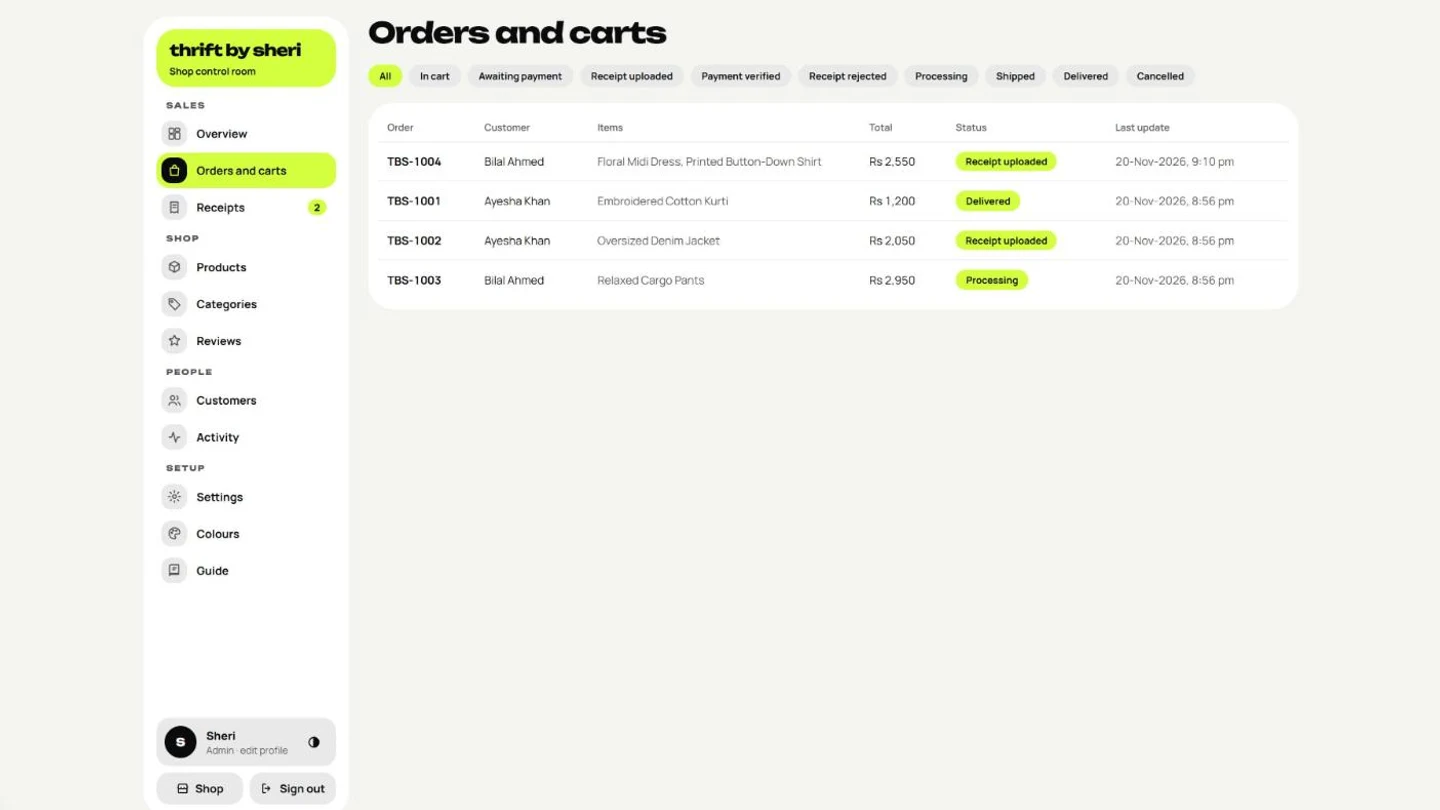 thrift by sheri
Shop control room
SALES
Overview
Orders and carts
Receipts 2
SHOP
Products
Categories
Reviews
PEOPLE
Customers
Activity
SETUP
Settings
Colours
Guide
S
Sheri
Admin · edit profile
Shop Sign out
Orders and carts
All In cart Awaiting payment Receipt uploaded Payment verified Receipt rejected Processing Shipped Delivered Cancelled
Order Customer Items Total Status Last update
TBS-1004 Bilal Ahmed Floral Midi Dress, Printed Button-Down Shirt Rs 2,550 Receipt uploaded 20-Nov-2026, 9:10 pm
TBS-1001 Ayesha Khan Embroidered Cotton Kurti Rs 1,200 Delivered 20-Nov-2026, 8:56 pm
TBS-1002 Ayesha Khan Oversized Denim Jacket Rs 2,050 Receipt uploaded 20-Nov-2026, 8:56 pm
TBS-1003 Bilal Ahmed Relaxed Cargo Pants Rs 2,950 Processing 20-Nov-2026, 8:56 pm